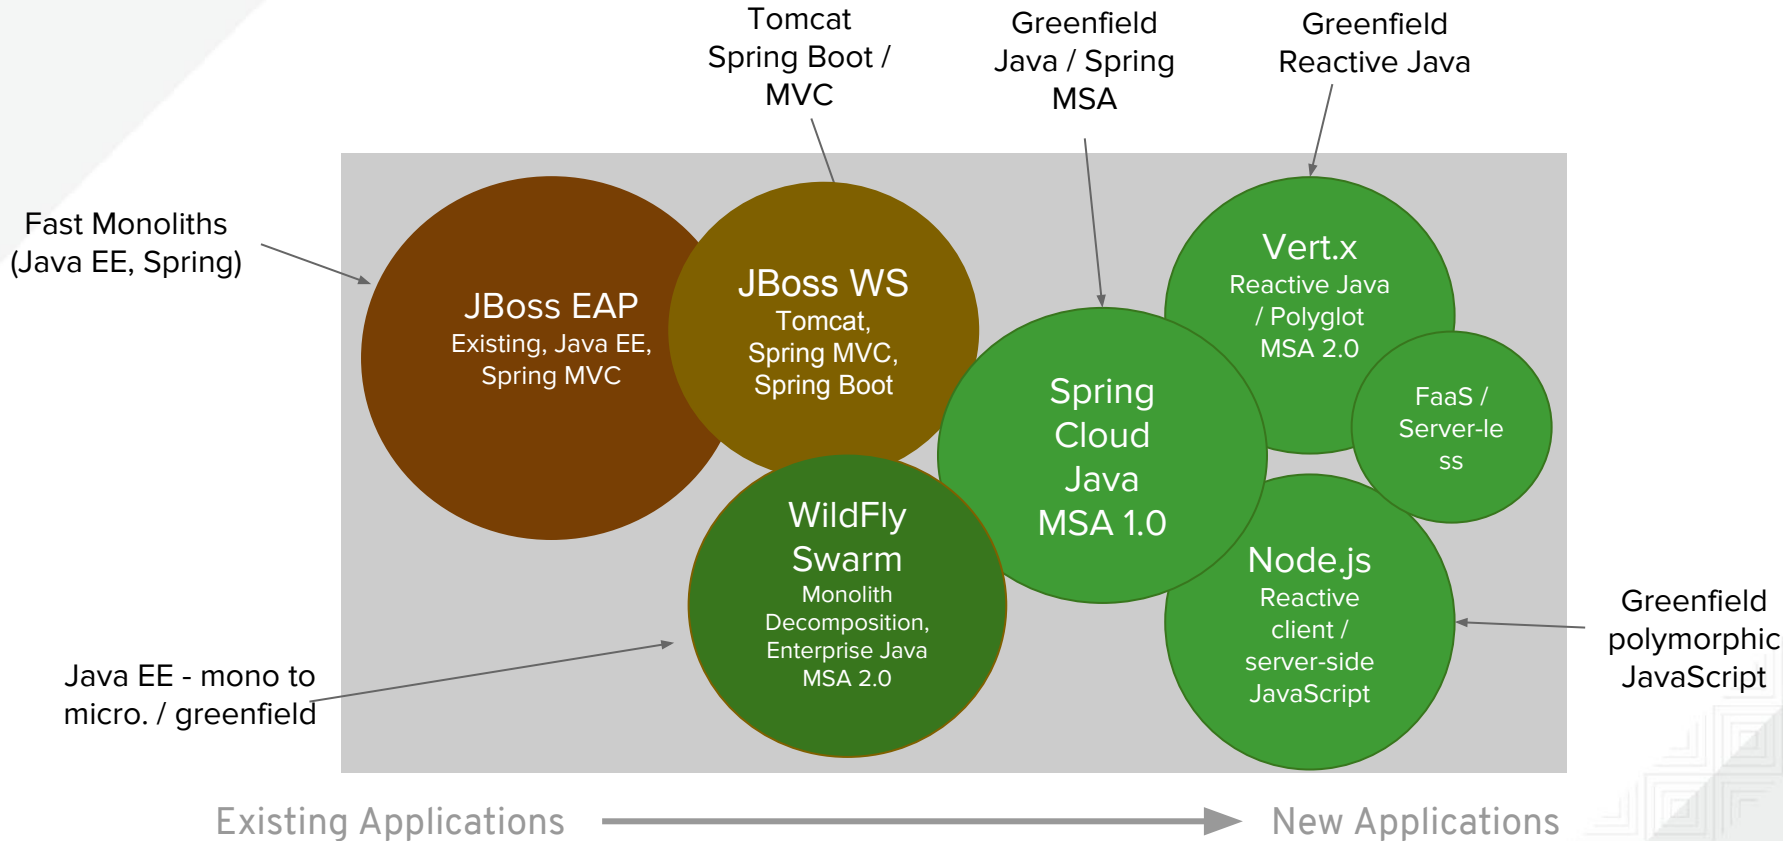 Tomcat
Spring Boot /
MVC
Greenfield
Java / Spring
MSA
Greenfield
Reactive Java
Fast Monoliths
(Java EE, Spring)
JBoss EAP
Existing, Java EE,
Spring MVC
JBoss WS
Tomcat,
Spring MVC,
Spring Boot
Spring
Cloud
Java
MSA 1.0
Vert.x
Reactive Java
/ Polyglot
MSA 2.0
FaaS /
Server-le
ss
WildFly
Swarm
Monolith
Decomposition,
Enterprise Java
MSA 2.0
Node.js
Reactive
client /
server-side
JavaScript
Greenfield
polymorphic
JavaScript
Java EE - mono to
micro. / greenfield
Existing Applications
New Applications